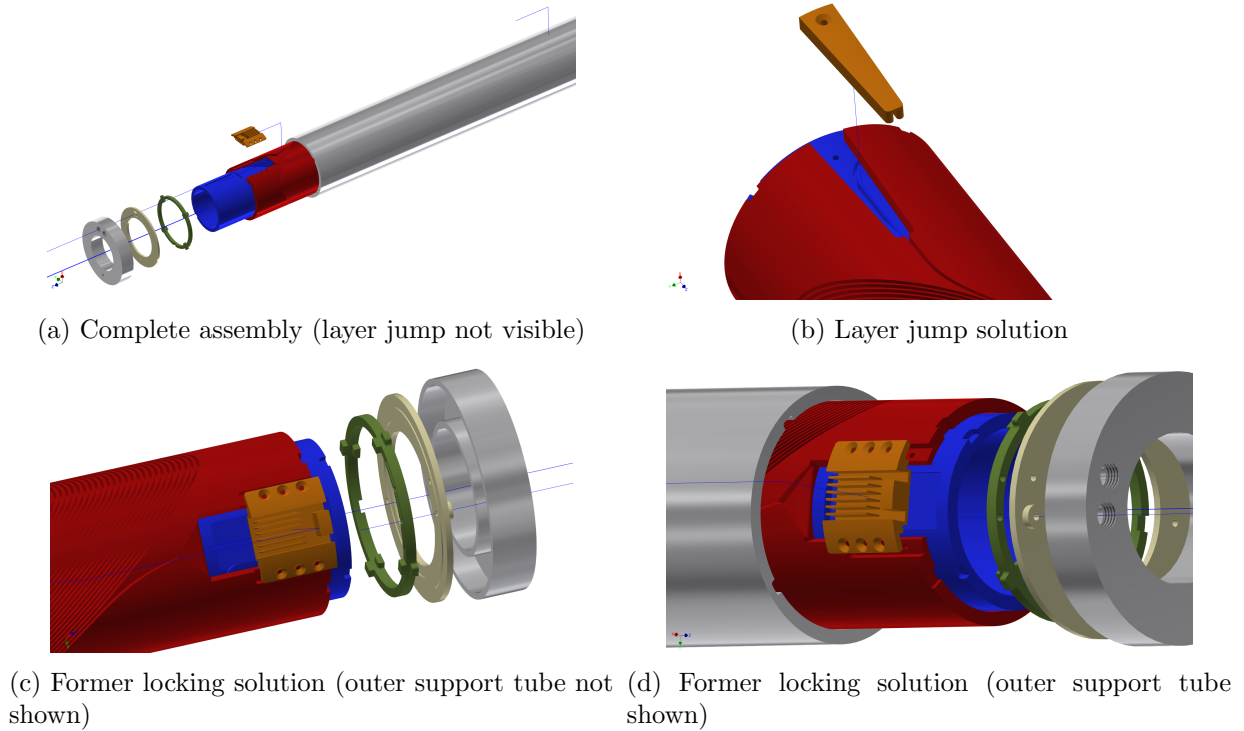 (a) Complete assembly (layer jump not visible)
(b) Layer jump solution
(c) Former locking solution (outer support tube not
shown)
(d) Former locking solution (outer support tube
shown)